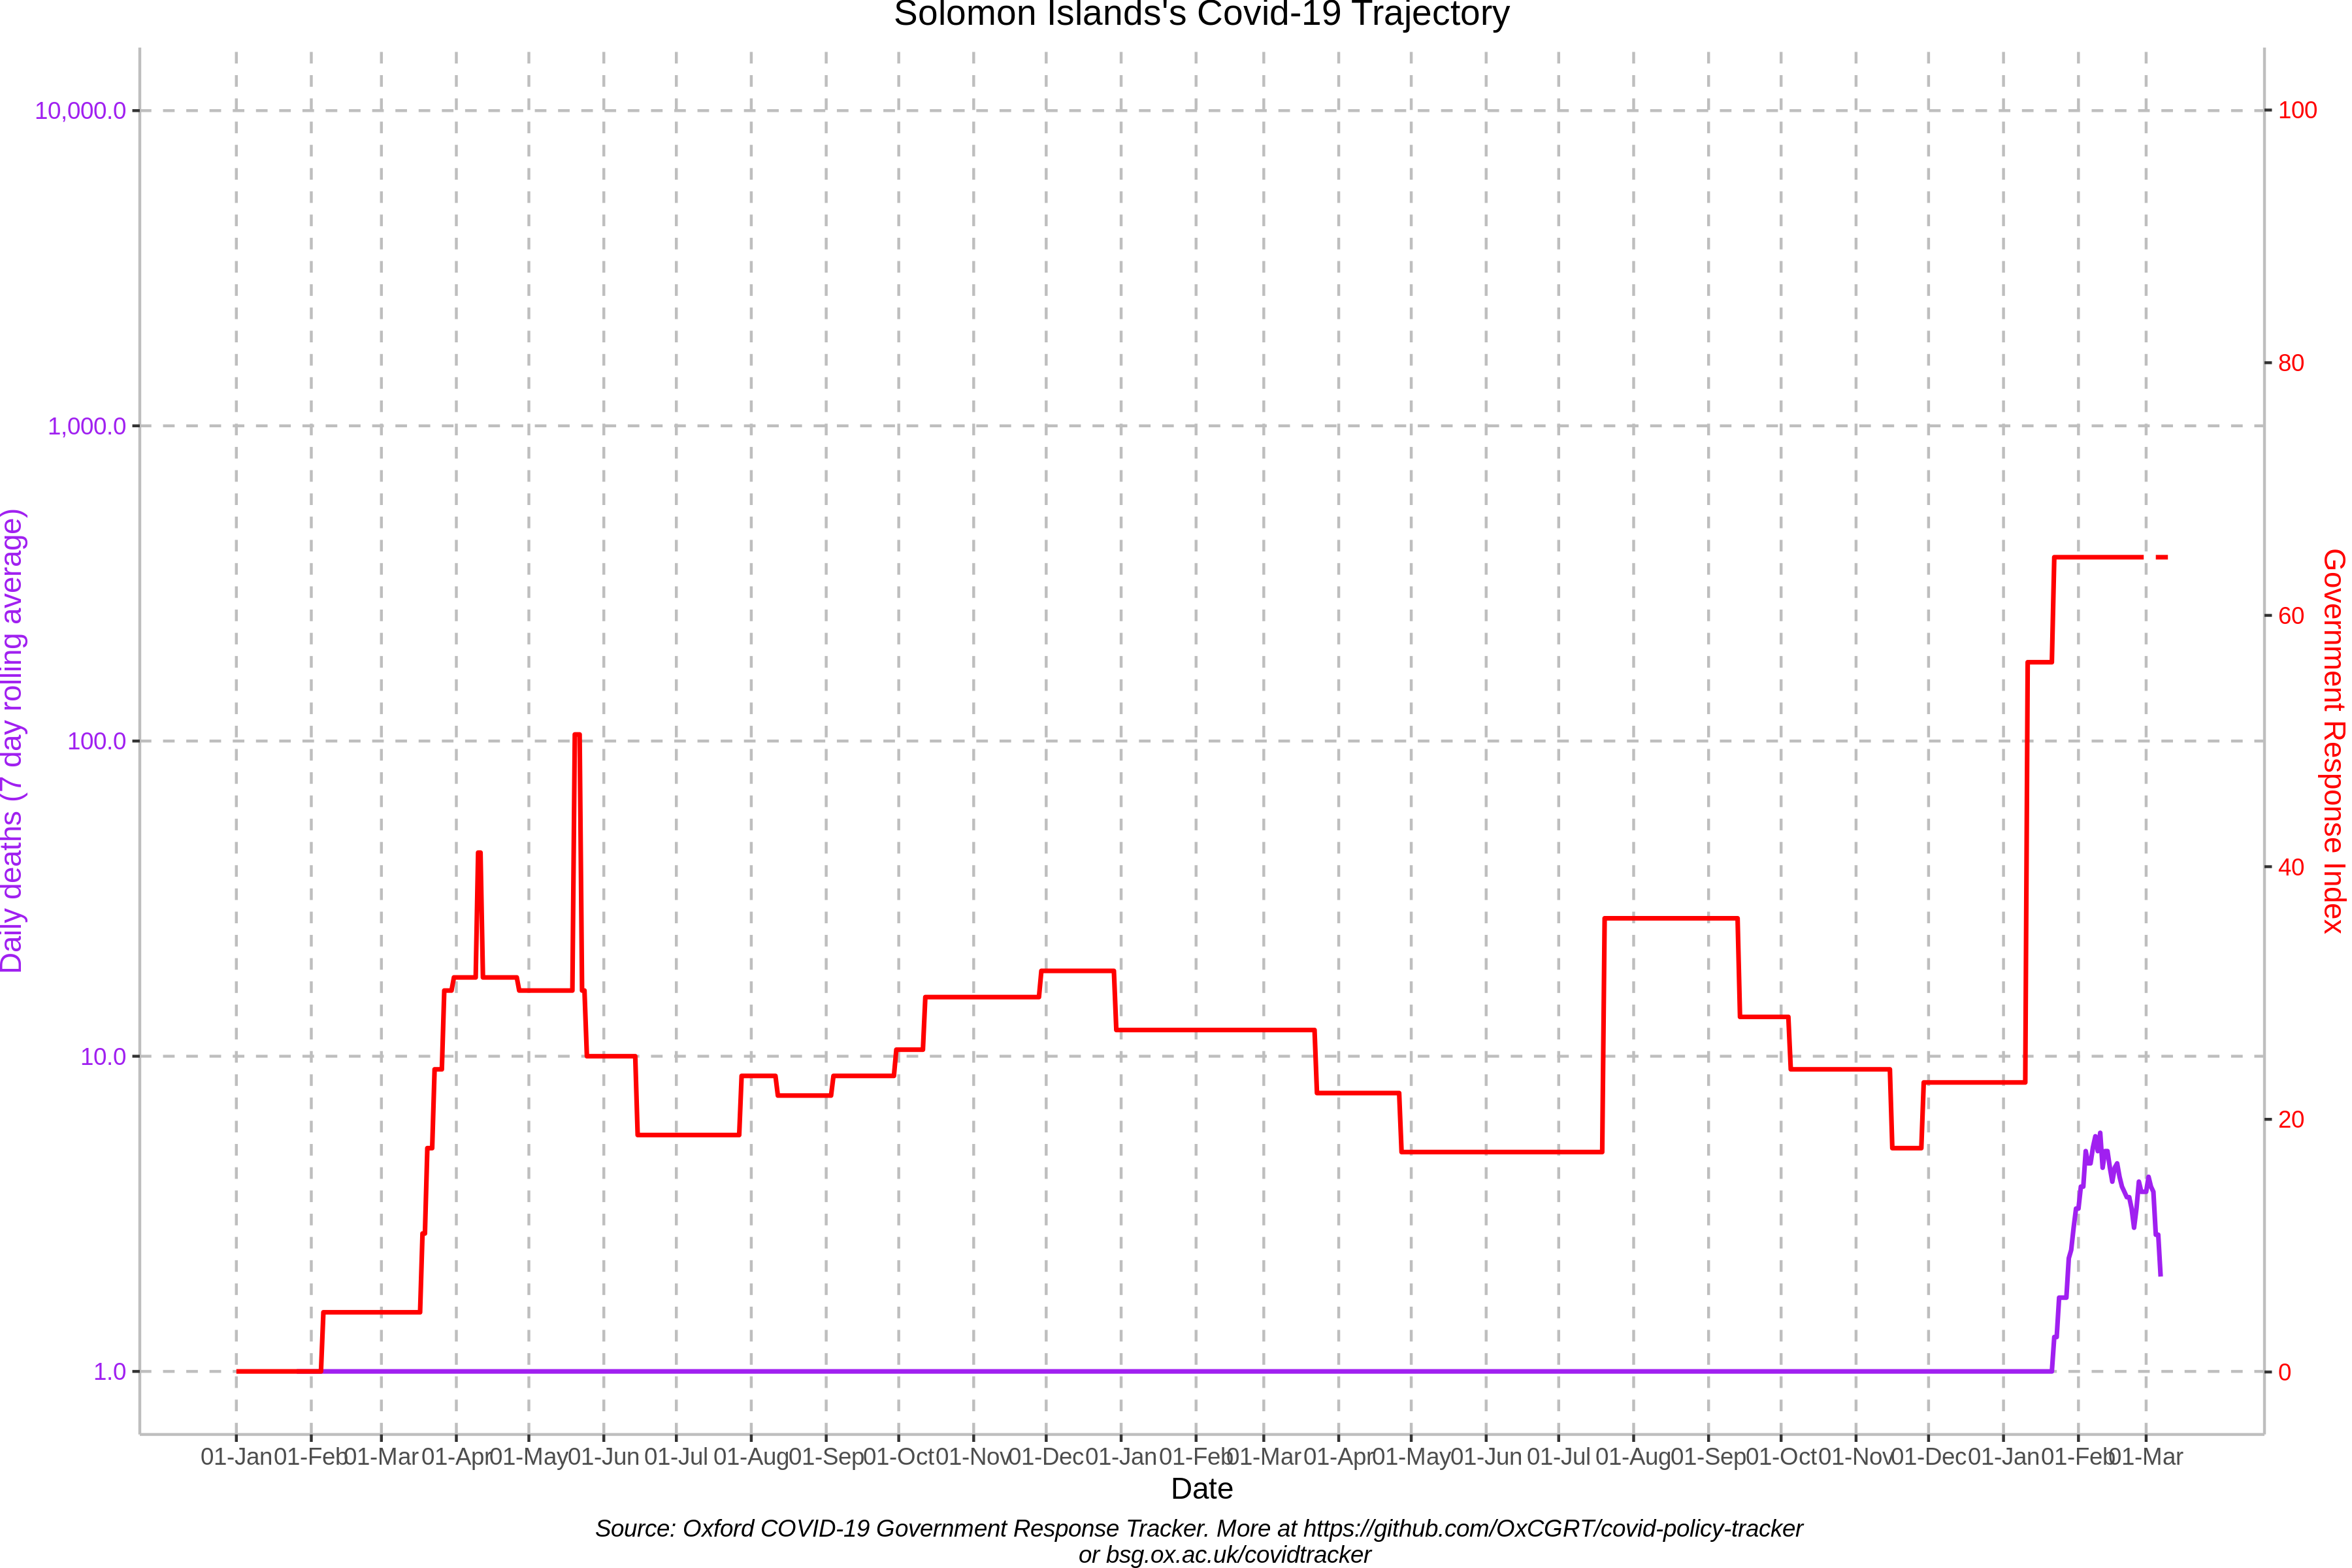 Solomon Islands's Covid-19 Trajectory
Daily deaths (7 day rolling average)
10,000.0
1,000.0
100.0
10.0
1.0
100
80
60
40
20
0
Government Response Index
01-Jan 01-Feb 01-Mar 01-Apr 01-May 01-Jun 01-Jul 01-Aug 01-Sep 01-Oct 01-Nov 01-Dec 01-Jan 01-Feb 01-Mar 01-Apr 01-May 01-Jun 01-Jul 01-Aug 01-Sep 01-Oct 01-Nov 01-Dec 01-Jan 01-Feb 01-Mar
Date
Source: Oxford COVID-19 Government Response Tracker. More at https://github.com/OxCGRT/covid-policy-tracker
or bsg.ox.ac.uk/covidtracker